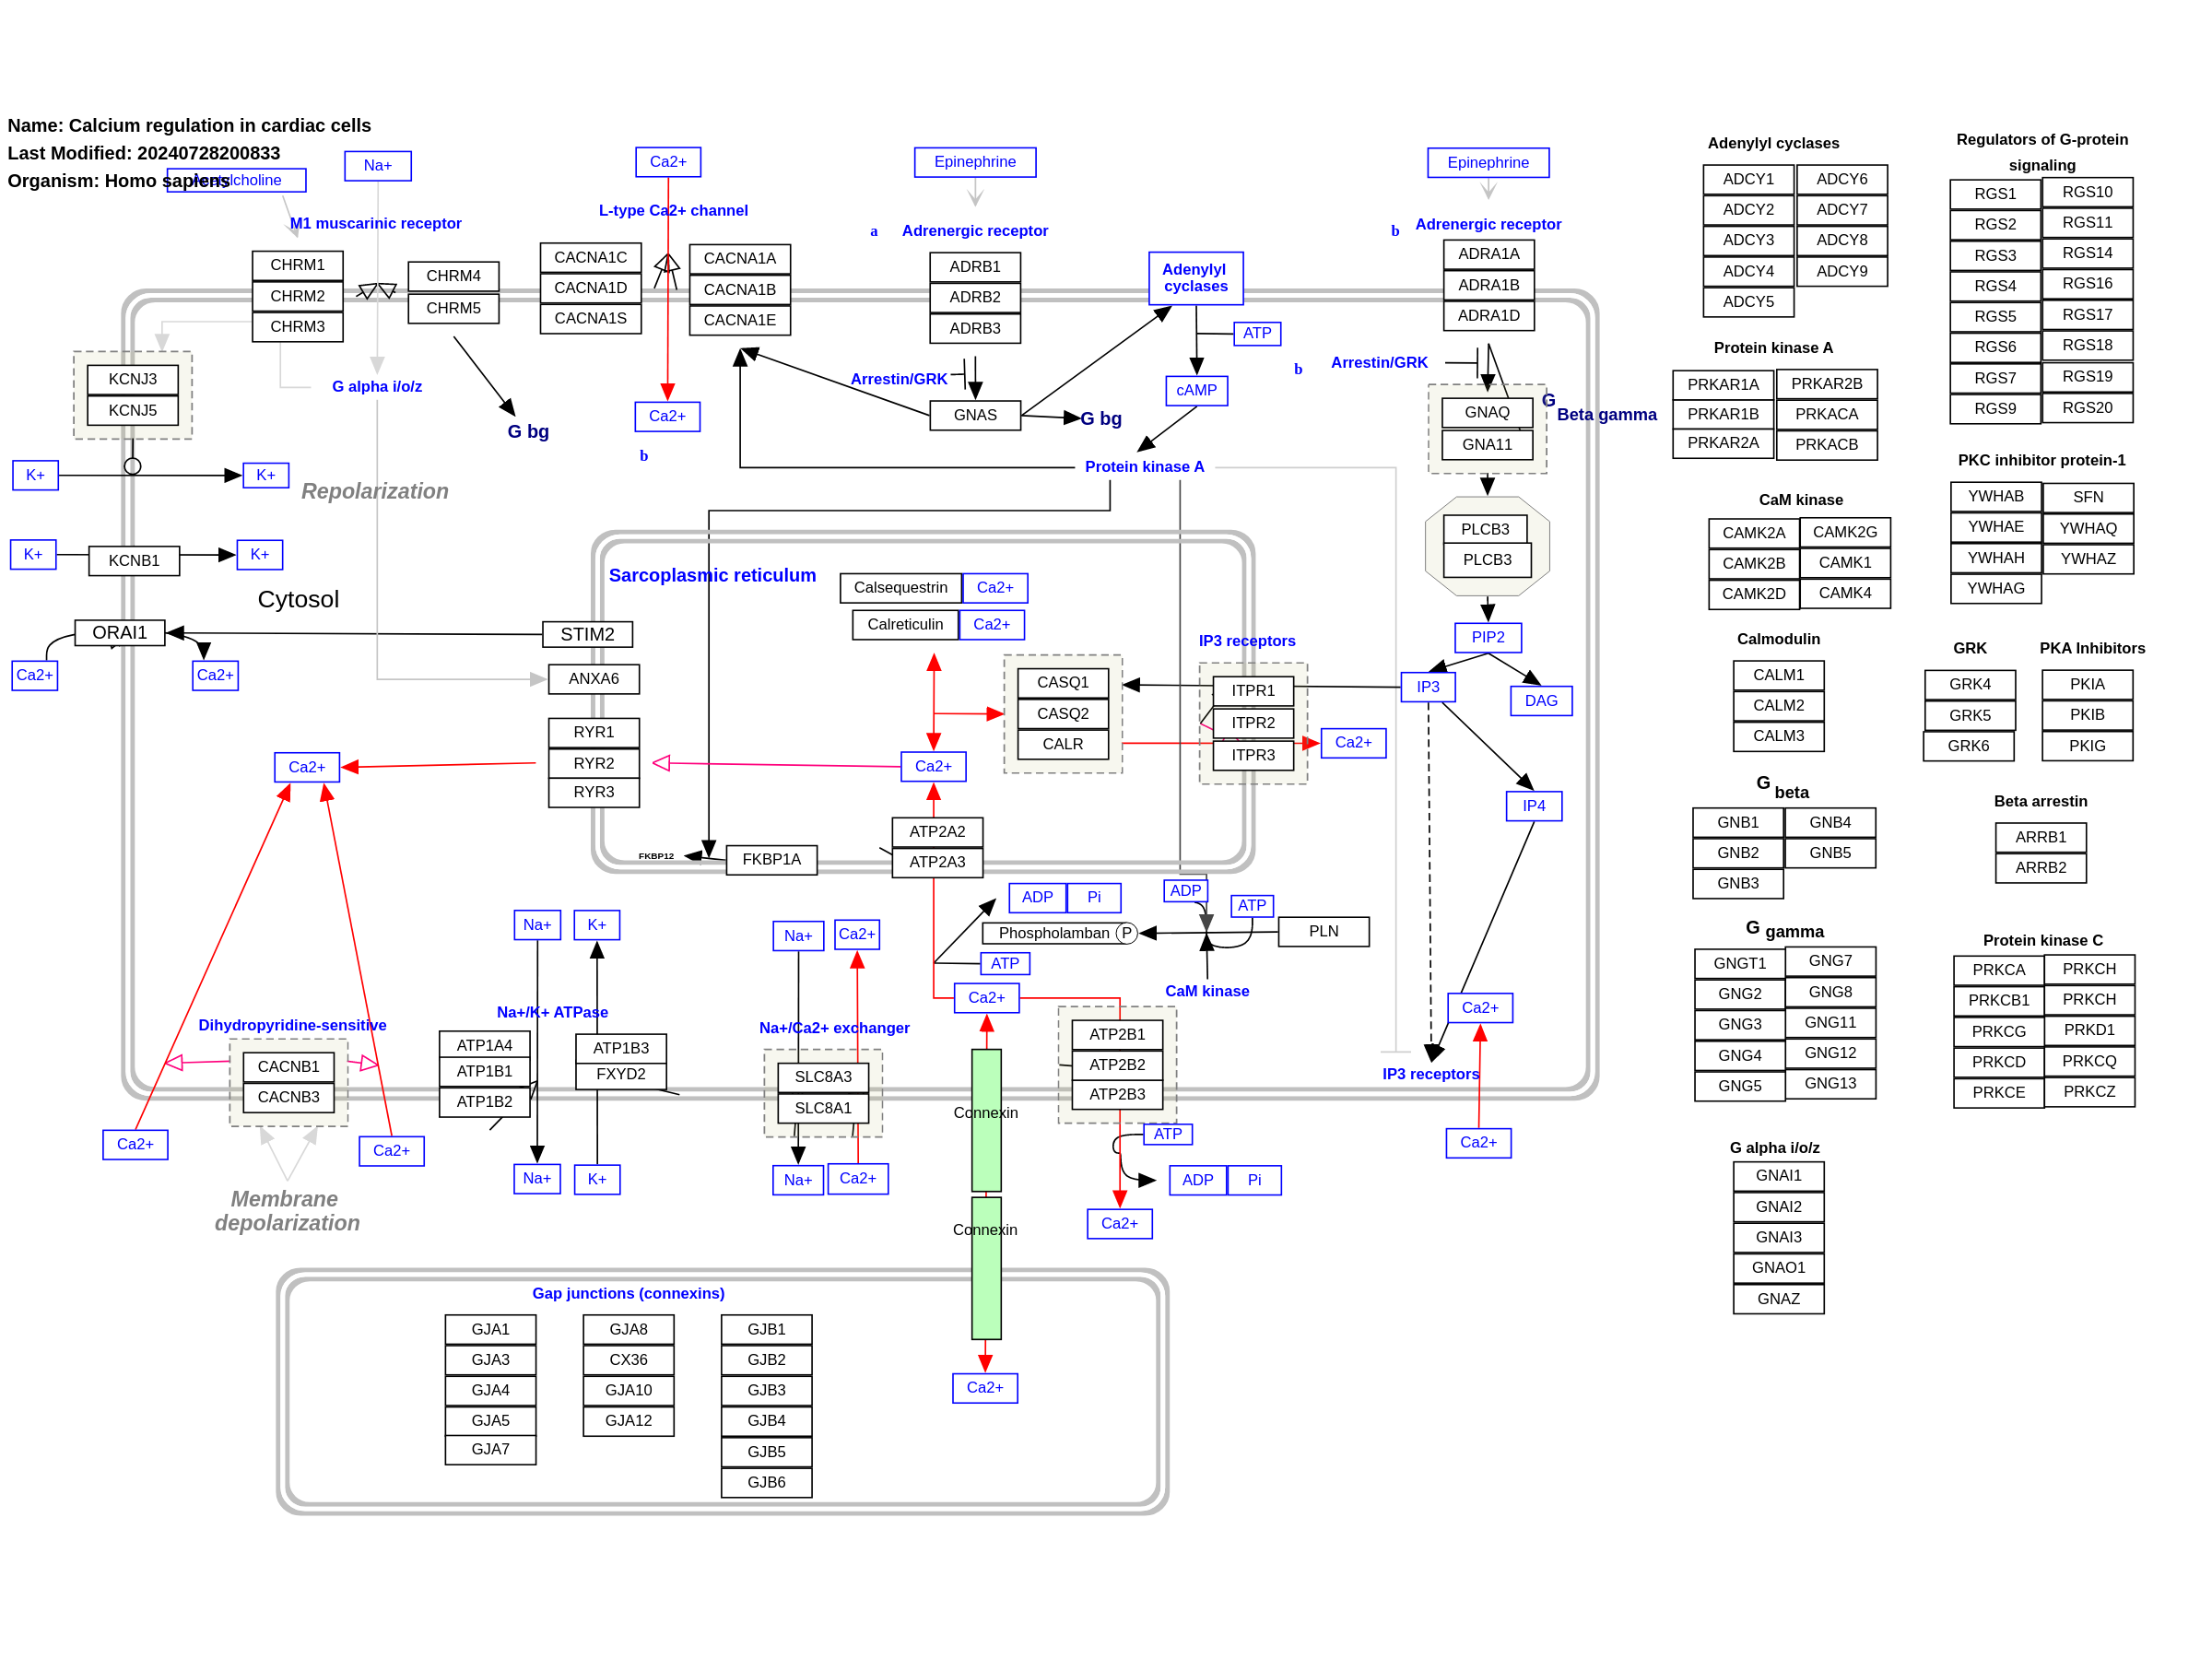 Name: Calcium regulation in cardiac cells
Last Modified: 20240728200833
Organism: Homo sapiens
Acetylcholine
Na+
Ca2+
Epinephrine
Epinephrine
M1 muscarinic receptor
L-type Ca2+ channel
a
Adrenergic receptor
b
Adrenergic receptor
CHRM1
CHRM2
CHRM3
CHRM4
CHRM5
CACNA1C
CACNA1D
CACNA1S
CACNA1A
CACNA1B
CACNA1E
ADRB1
ADRB2
ADRB3
Adenylyl
cyclases
ADRA1A
ADRA1B
ADRA1D
ATP
KCNJ3
KCNJ5
G alpha i/o/z
G bg
Ca2+
b
Arrestin/GRK
GNAS
G bg
cAMP
b
Arrestin/GRK
GNAQ
GNA11
G
Beta gamma
K+
K+
Repolarization
Protein kinase A
K+
KCNB1
K+
Cytosol
PLCB3
PLCB3
Sarcoplasmic reticulum
Calsequestrin
Ca2+
Calreticulin
Ca2+
ORAI1
STIM2
Ca2+
Ca2+
ANXA6
IP3 receptors
PIP2
IP3
DAG
CASQ1
CASQ2
CALR
ITPR1
ITPR2
ITPR3
Ca2+
RYR1
RYR2
RYR3
Ca2+
Ca2+
IP4
ATP2A2
ATP2A3
FKBP12
FKBP1A
ADP
Pi
ADP
ATP
Phospholamban
P
PLN
ATP
CaM kinase
Na+
K+
Na+
Ca2+
Ca2+
Ca2+
Na+/K+ ATPase
Dihydropyridine-sensitive
Na+/Ca2+ exchanger
CACNB1
CACNB3
ATP1A4
ATP1B1
ATP1B2
ATP1B3
FXYD2
SLC8A3
SLC8A1
ATP2B1
ATP2B2
ATP2B3
IP3 receptors
Connexin
Ca2+
Ca2+
Na+
K+
Na+
Ca2+
ATP
ADP
Pi
Ca2+
Ca2+
Membrane
depolarization
Connexin
Gap junctions (connexins)
GJA1
GJA3
GJA4
GJA5
GJA7
GJA8
CX36
GJA10
GJA12
GJB1
GJB2
GJB3
GJB4
GJB5
GJB6
Ca2+
Adenylyl cyclases
ADCY1
ADCY2
ADCY3
ADCY4
ADCY5
ADCY6
ADCY7
ADCY8
ADCY9
Protein kinase A
PRKAR1A
PRKAR1B
PRKAR2A
PRKAR2B
PRKACA
PRKACB
CaM kinase
CAMK2A
CAMK2B
CAMK2D
CAMK2G
CAMK1
CAMK4
Calmodulin
CALM1
CALM2
CALM3
G
beta
GNB1
GNB2
GNB3
GNB4
GNB5
G
gamma
GNGT1
GNG2
GNG3
GNG4
GNG5
GNG7
GNG8
GNG11
GNG12
GNG13
G alpha i/o/z
GNAI1
GNAI2
GNAI3
GNAO1
GNAZ
Regulators of G-protein
signaling
RGS1
RGS2
RGS3
RGS4
RGS5
RGS6
RGS7
RGS9
RGS10
RGS11
RGS14
RGS16
RGS17
RGS18
RGS19
RGS20
PKC inhibitor protein-1
YWHAB
YWHAE
YWHAH
YWHAG
SFN
YWHAQ
YWHAZ
GRK
GRK4
GRK5
GRK6
PKA Inhibitors
PKIA
PKIB
PKIG
Beta arrestin
ARRB1
ARRB2
Protein kinase C
PRKCA
PRKCB1
PRKCG
PRKCD
PRKCE
PRKCH
PRKCH
PRKD1
PRKCQ
PRKCZ